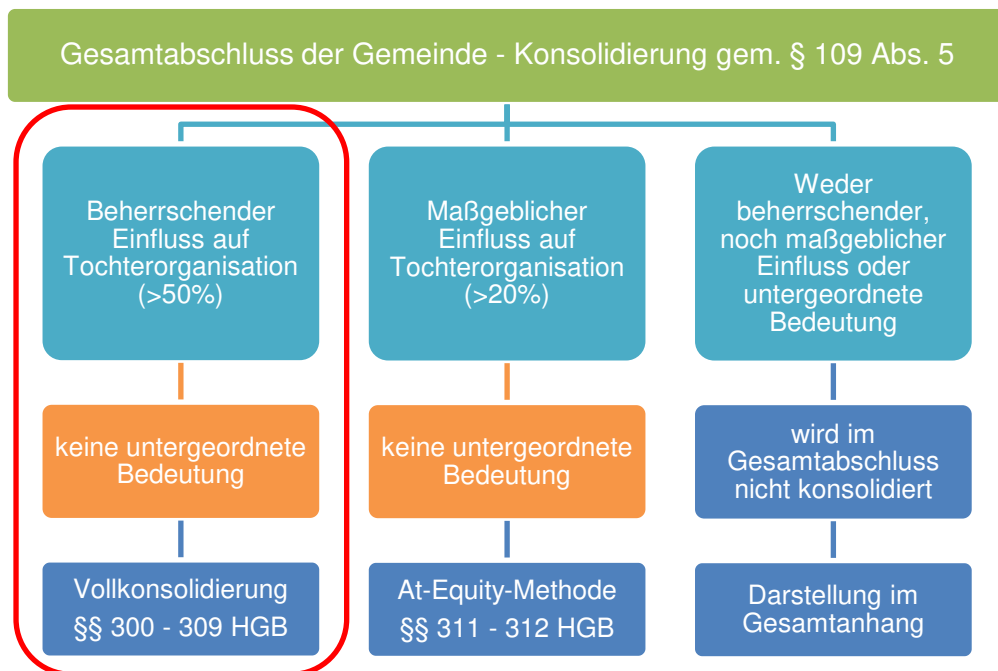 Gesamtabschluss der Gemeinde - Konsolidierung gem. § 109 Abs. 5
Beherrschender
Einfluss auf
Tochterorganisation
(>50%)
keine untergeordnete
Bedeutung
Vollkonsolidierung
§§ 300 - 309 HGB
Maßgeblicher
Einfluss auf
Tochterorganisation
(>20%)
keine untergeordnete
Bedeutung
At-Equity-Methode
§§ 311 - 312 HGB
Weder
beherrschender,
noch maßgeblicher
Einfluss oder
untergeordnete
Bedeutung
wird im
Gesamtabschluss
nicht konsolidiert
Darstellung im
Gesamtanhang